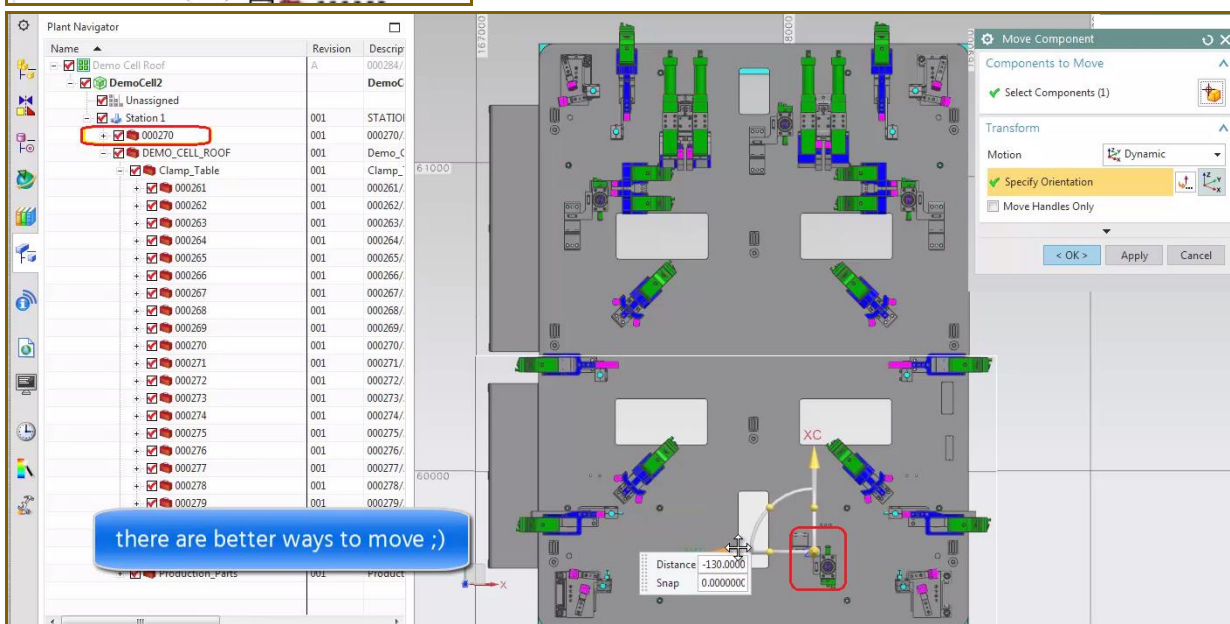 Plant Navigator
Name Revision Descrip
Demo Cell Roof A 000284/
DemoCell2 DemoC
Unassigned
Station 1 001 STATIO
000270 001 000270/
DEMO_CELL_ROOF 001 Demo_C
Clamp_Table 001 Clamp_
000261 001 000261/
000262 001 000262/
000263 001 000263/
000264 001 000264/
000265 001 000265/
000266 001 000266/
000267 001 000267/
000268 001 000268/
000269 001 000269/
000270 001 000270/
000271 001 000271/
000272 001 000272/
000273 001 000273/
000274 001 000274/
000275 001 000275/
000276 001 000276/
000277 001 000277/
000278 001 000278/
000279 001 000279/
there are better ways to move ;)
Production_Parts 001 Product
167000
8000
169000
61000
60000
XC
X
Distance -130.0000
Snap 0.000000
Move Component
Components to Move
Select Components (1)
Transform
Motion Dynamic
Specify Orientation
Move Handles Only
< OK > Apply Cancel